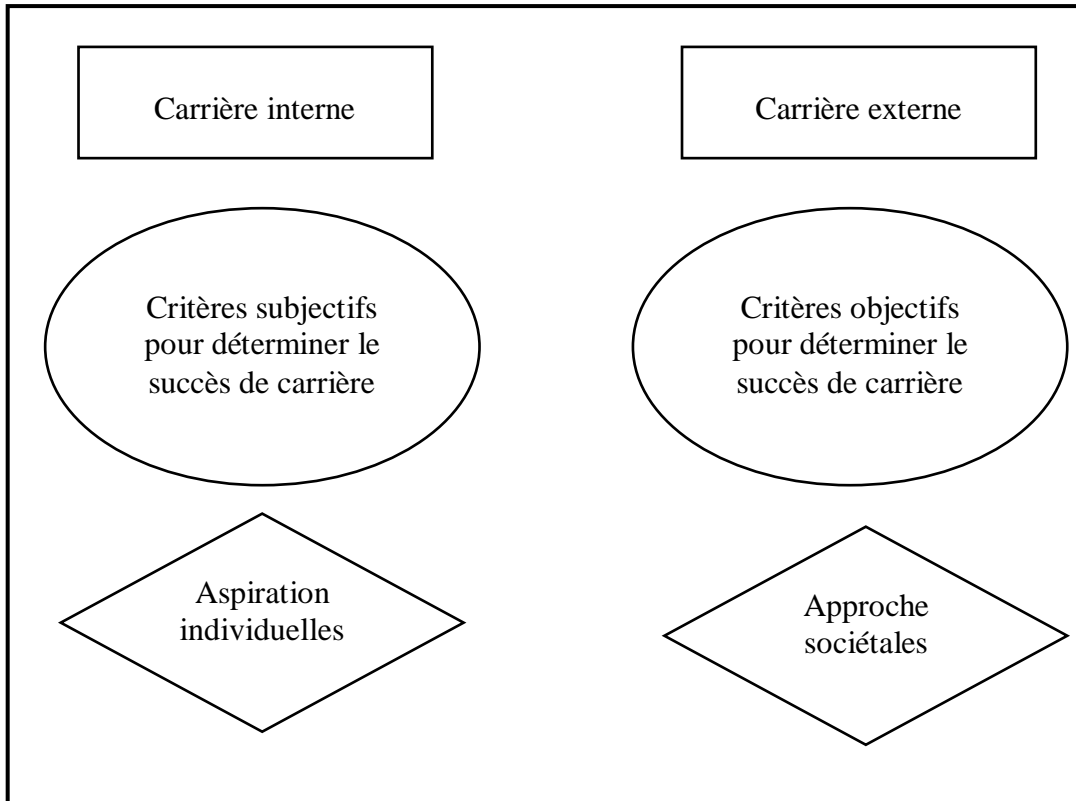 Carrière interne
Carrière externe
Critères subjectifs
pour déterminer le
succès de carrière
Critères objectifs
pour déterminer le
succès de carrière
Aspiration
individuelles
Approche
sociétales